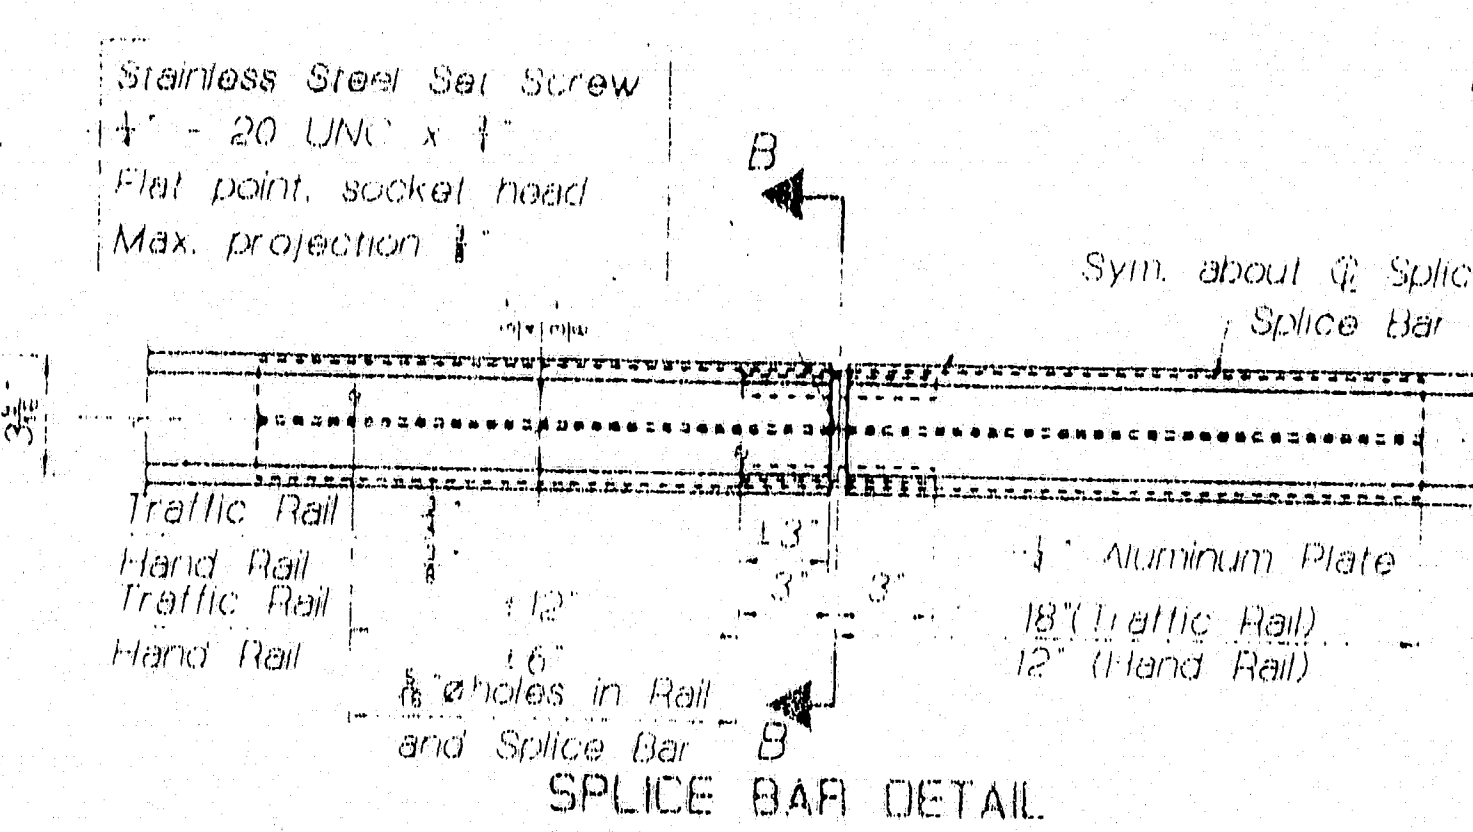 Stainless Steel Set Screw
" - 20 UNC x "
Flat point, socket head
Max. projection "
B
Sym. about ℄ Splic
Splice Bar
Traffic Rail
Hand Rail
Traffic Rail ±12"
Hand Rail ±6"
±3"
3" 3"
" Aluminum Plate
18"(Traffic Rail)
12" (Hand Rail)
"ø holes in Rail
and Splice Bar
B
SPLICE BAR DETAIL